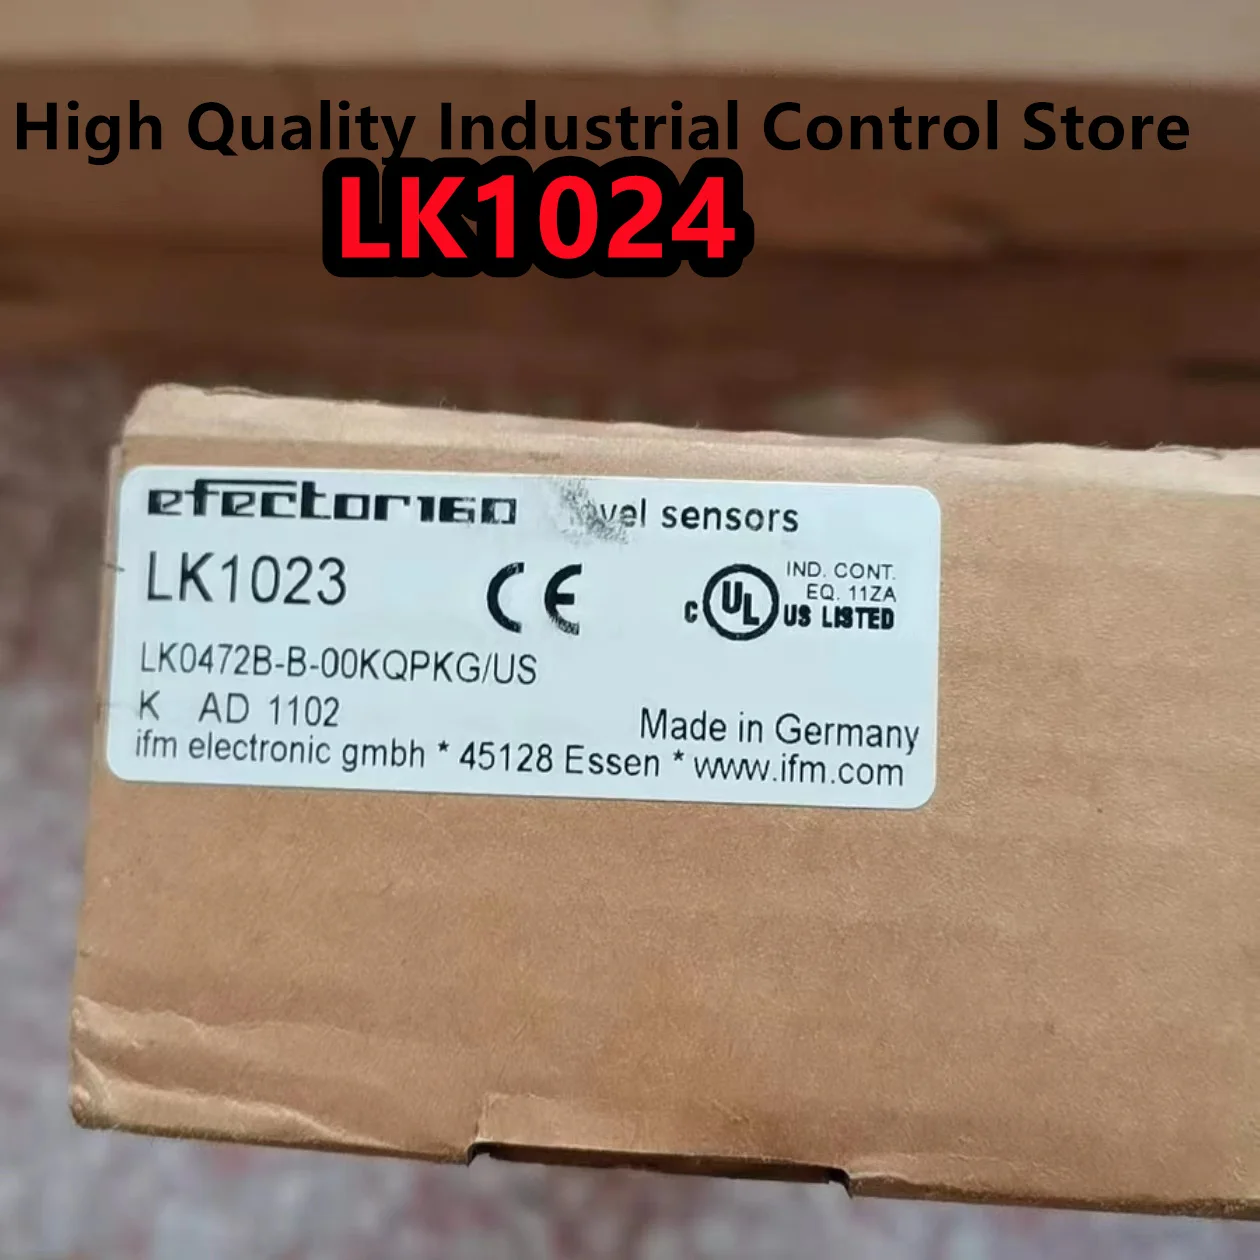 High Quality Industrial Control Store
LK1024
efector160 vel sensors
LK1023 CE
C UL US LISTED
IND. CONT.
EQ. 11ZA
LK0472B-B-00KQPKG/US
K AD 1102
Made in Germany
ifm electronic gmbh * 45128 Essen * www.ifm.com